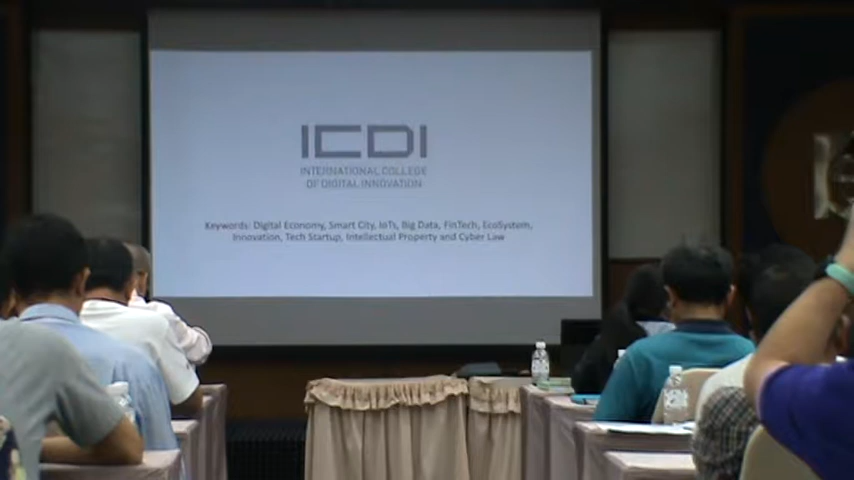 ICDI
INTERNATIONAL COLLEGE
OF DIGITAL INNOVATION
Keywords: Digital Economy, Smart City, IoTs, Big Data, FinTech, EcoSystem,
Innovation, Tech Startup, Intellectual Property and Cyber Law